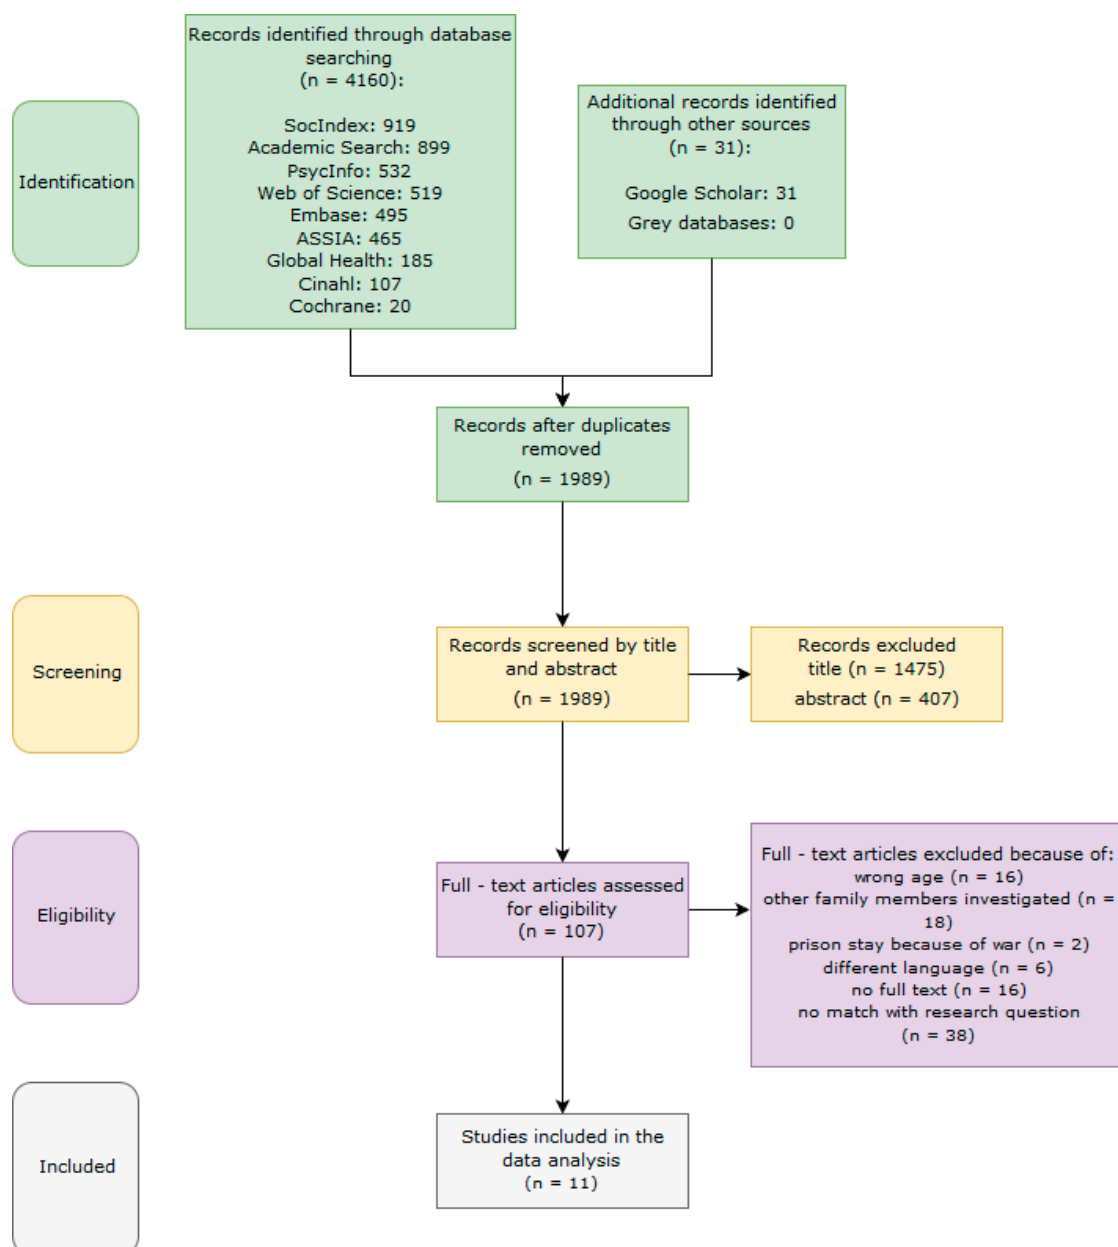 Records identified through database
searching
(n = 4160):
SocIndex: 919
Academic Search: 899
PsycInfo: 532
Web of Science: 519
Embase: 495
ASSIA: 465
Global Health: 185
Cinahl: 107
Cochrane: 20
Additional records identified
through other sources
(n = 31):
Google Scholar: 31
Grey databases: 0
Identification
Records after duplicates
removed
(n = 1989)
Screening
Records screened by title
and abstract
(n = 1989)
Records excluded
title (n = 1475)
abstract (n = 407)
Eligibility
Full - text articles assessed
for eligibility
(n = 107)
Full - text articles excluded because of:
wrong age (n = 16)
other family members investigated (n =
18)
prison stay because of war (n = 2)
different language (n = 6)
no full text (n = 16)
no match with research question
(n = 38)
Included
Studies included in the
data analysis
(n = 11)